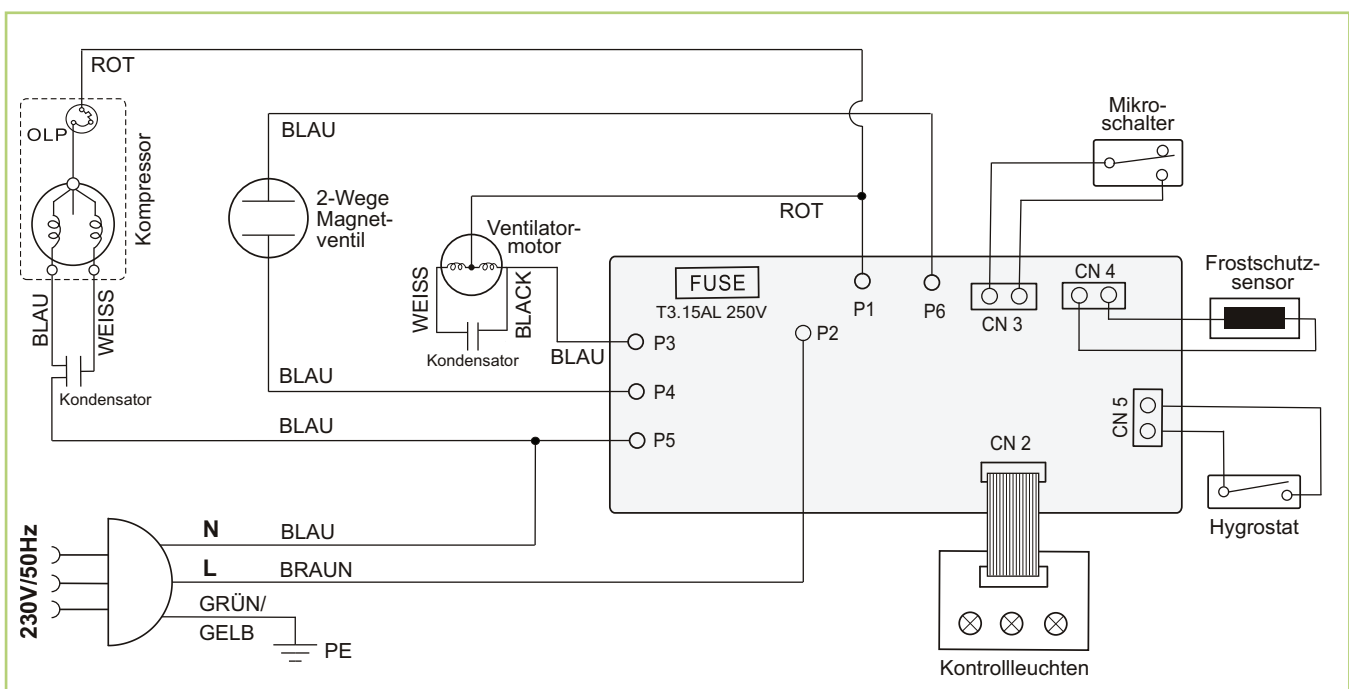 ROT
OLP
Kompressor
BLAU
WEISS
Kondensator
BLAU
2-Wege
Magnet-
ventil
Ventilator-
motor
WEISS
BLACK
Kondensator
BLAU
ROT
Mikro-
schalter
FUSE
T3.15AL 250V
P1
P6
P2
P3
P4
P5
CN 3
CN 4
CN 5
CN 2
Frostschutz-
sensor
Hygrostat
BLAU
BLAU
230V/50Hz
N
BLAU
L
BRAUN
GRÜN/
GELB
PE
Kontrollleuchten